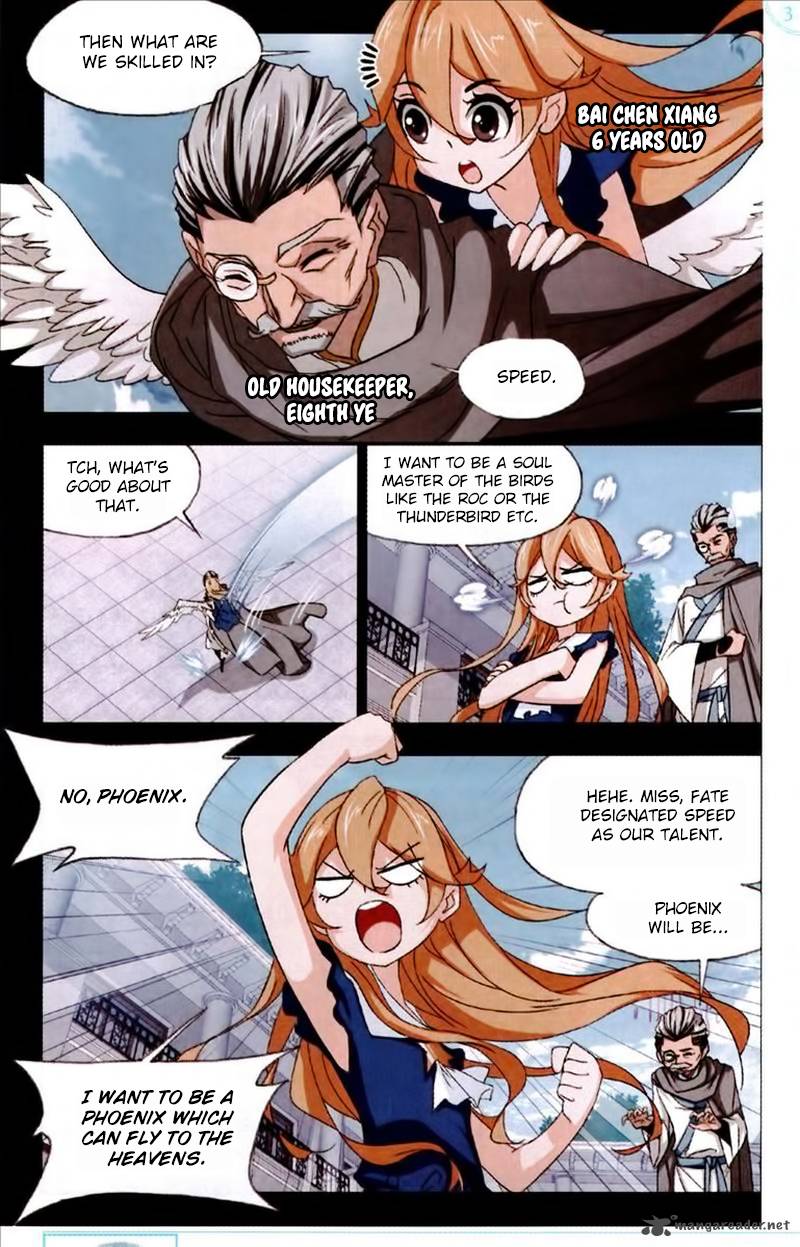 3
THEN WHAT ARE
WE SKILLED IN?
BAI CHEN XIANG
6 YEARS OLD
OLD HOUSEKEEPER,
EIGHTH YE
SPEED.
TCH, WHAT'S
GOOD ABOUT
THAT.
I WANT TO BE A SOUL
MASTER OF THE BIRDS
LIKE THE ROC OR THE
THUNDERBIRD ETC.
NO, PHOENIX.
HEHE. MISS, FATE
DESIGNATED SPEED
AS OUR TALENT.
PHOENIX
WILL BE...
I WANT TO BE A
PHOENIX WHICH
CAN FLY TO THE
HEAVENS.
mangareader.net